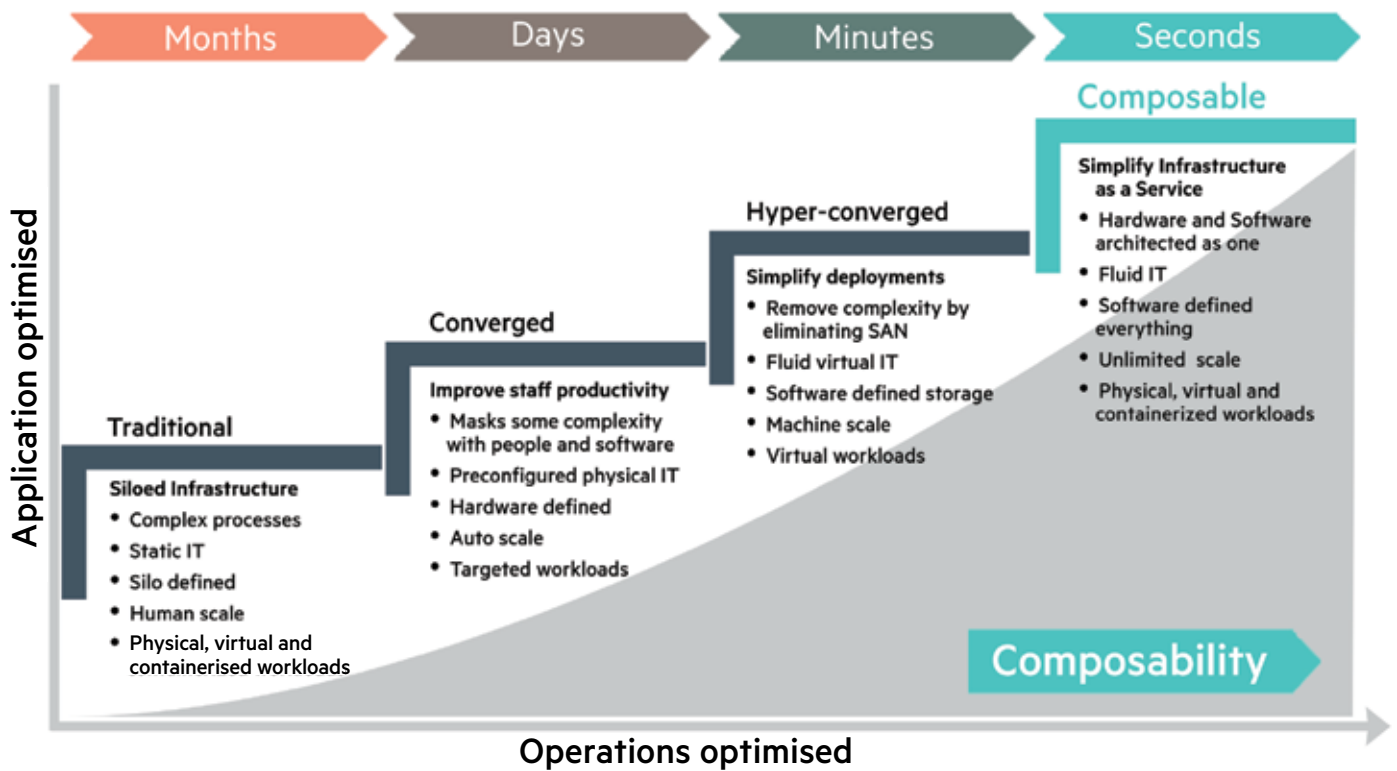 Months
Days
Minutes
Seconds
Application optimised
Traditional
Siloed Infrastructure
• Complex processes
• Static IT
• Silo defined
• Human scale
• Physical, virtual and
containerised workloads
Converged
Improve staff productivity
• Masks some complexity
with people and software
• Preconfigured physical IT
• Hardware defined
• Auto scale
• Targeted workloads
Hyper-converged
Simplify deployments
• Remove complexity by
eliminating SAN
• Fluid virtual IT
• Software defined storage
• Machine scale
• Virtual workloads
Composable
Simplify Infrastructure
as a Service
• Hardware and Software
architected as one
• Fluid IT
• Software defined
everything
• Unlimited scale
• Physical, virtual and
containerized workloads
Composability
Operations optimised